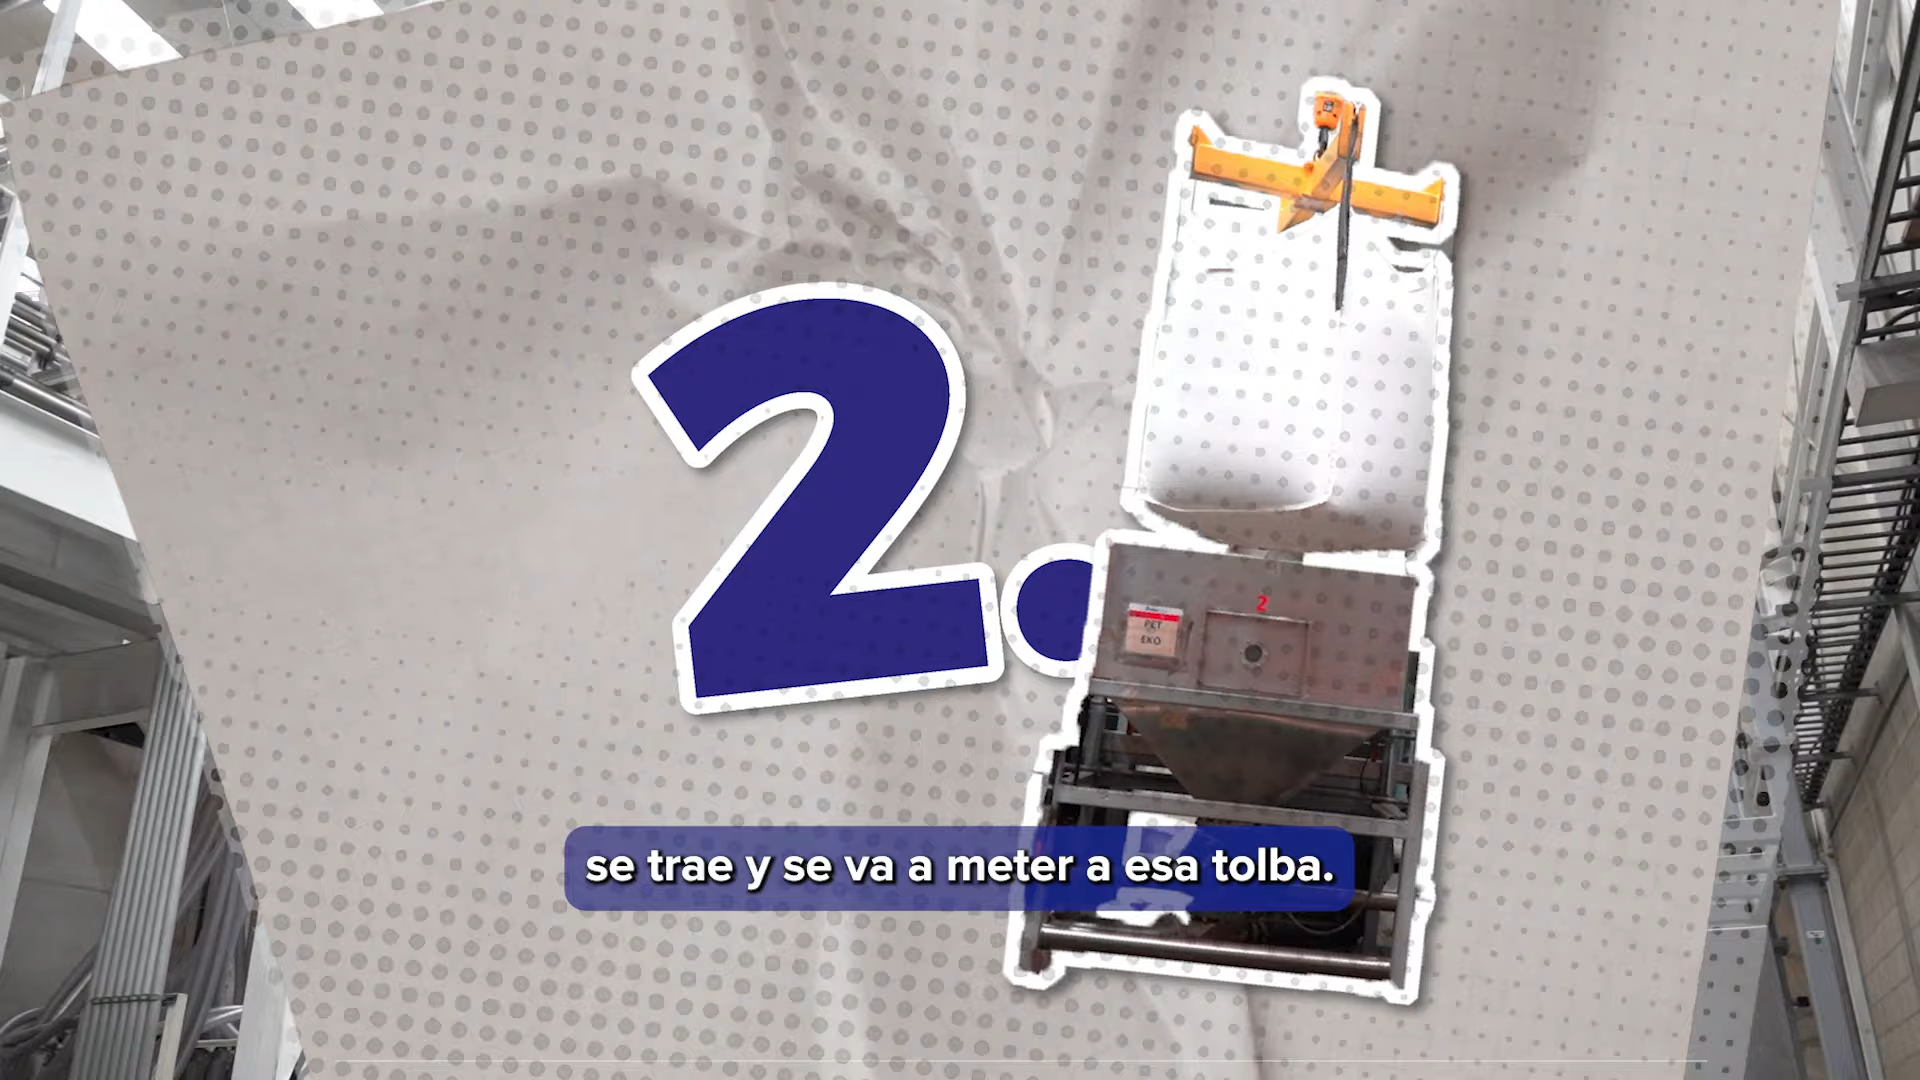 2.
2
PET
EKO
se trae y se va a meter a esa tolba.